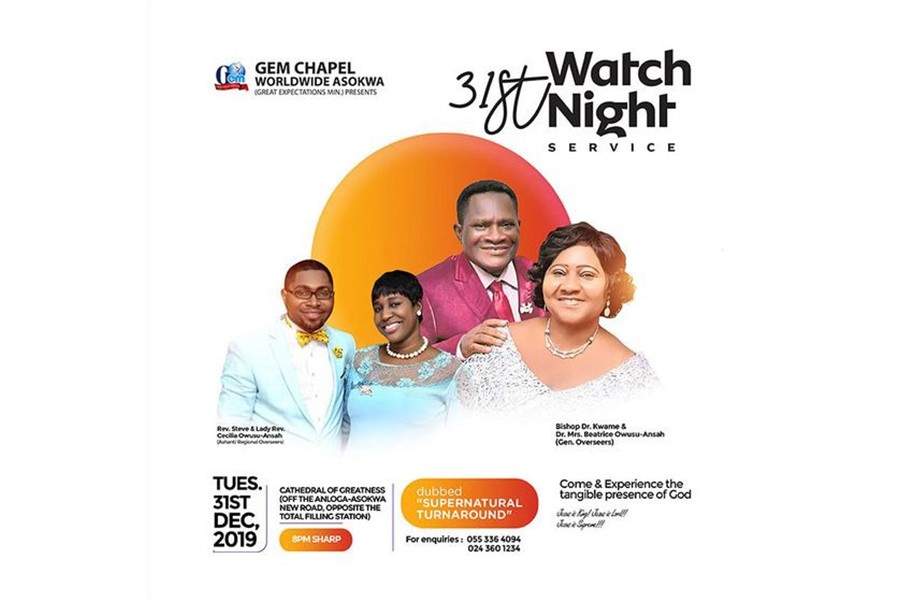 Gem
GEM CHAPEL
WORLDWIDE ASOKWA
(GREAT EXPECTATIONS MIN.) PRESENTS
31st Watch
Night
SERVICE
Rev. Steve & Lady Rev.
Cecilia Owusu-Ansah
(Ashanti Regional Overseers)
Bishop Dr. Kwame &
Dr. Mrs. Beatrice Owusu-Ansah
(Gen. Overseers)
TUES.
31ST
DEC,
2019
CATHEDRAL OF GREATNESS
(OFF THE ANLOGA-ASOKWA
NEW ROAD, OPPOSITE THE
TOTAL FILLING STATION)
8PM SHARP
dubbed
"SUPERNATURAL
TURNAROUND"
For enquiries : 055 336 4094
024 360 1234
Come & Experience the
tangible presence of God
Jesus is King! Jesus is Lord!!
Jesus is Supreme!!!